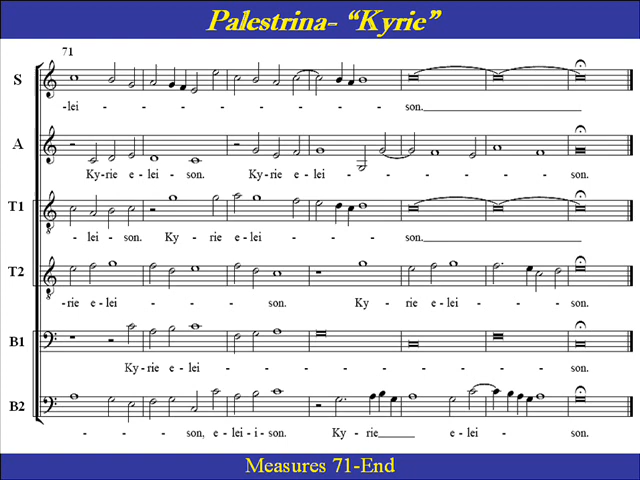 Palestrina- “Kyrie”
71
S
-lei - - - - - - - - - - son.
A
Ky-rie e-lei - son. Ky-rie e-lei - - - - - son.
T1
- lei - son. Ky - rie e-lei - - - - - son.
T2
-rie e-lei - - - - son. Ky - rie e-lei - - son.
B1
Ky-rie e-lei - - - - - - - - - son.
B2
- - - - son, e-lei-i-son. Ky - rie e - lei - son.
Measures 71-End